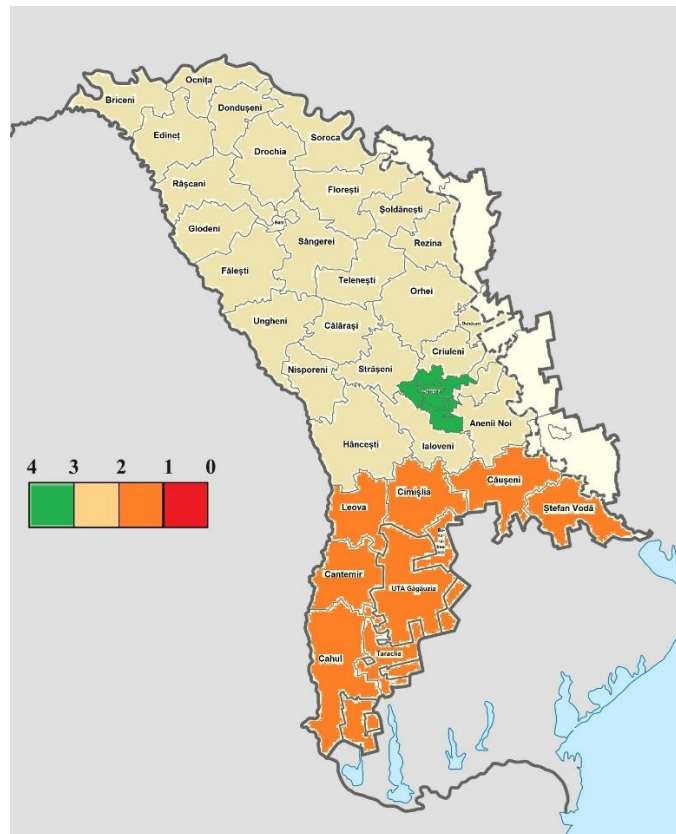 Ocnița
Briceni
Dondușeni
Edineț
Soroca
Drochia
Râșcani
Florești
Șoldănești
Glodeni
Sângerei
Rezina
Fălești
Telenești
Orhei
Ungheni
Călărași
Criuleni
Nisporeni
Strășeni
Anenii Noi
Hâncești
Ialoveni
4 3 2 1 0
Leova
Cimișlia
Căușeni
Ștefan Vodă
Cantemir
UTA Găgăuzia
Taraclia
Cahul